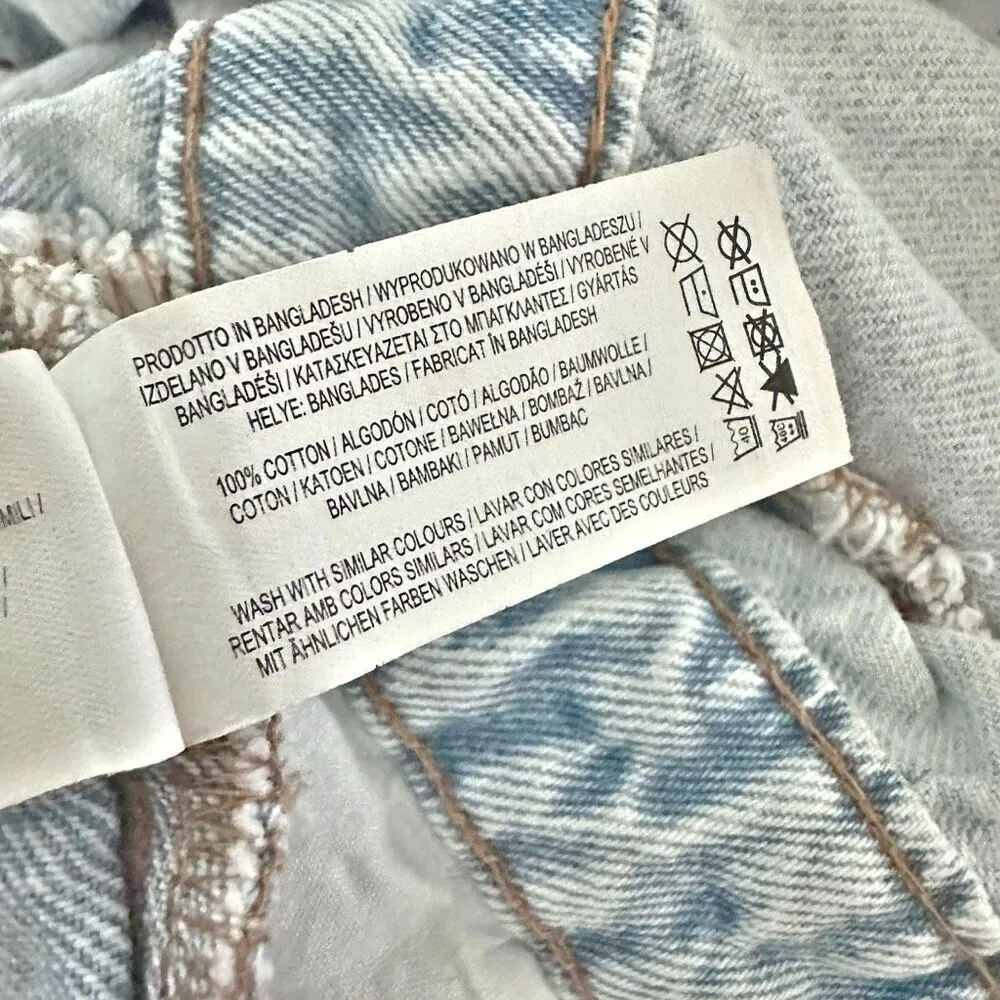 MILI /
/
PRODOTTO IN BANGLADESH / WYPRODUKOWANO W BANGLADESZU /
IZDELANO V BANGLADEŠU / VYROBENO V BANGLADÉŠI / VYROBENÉ V
BANGLADÉŠI / ΚΑΤΑΣΚΕΥΑΖΕΤΑΙ ΣΤΟ ΜΠΑΓΚΛΑΝΤΕΣ / GYÁRTÁS
HELYE: BANGLADES / FABRICAT ÎN BANGLADESH
100% COTTON / ALGODÓN / COTÓ / ALGODÃO / BAUMWOLLE /
COTON / KATOEN / COTONE / BAWEŁNA / BOMBAŽ / BAVLNA /
BAVLNA / BAMBAKI / PAMUT / BUMBAC
WASH WITH SIMILAR COLOURS / LAVAR CON COLORES SIMILARES /
RENTAR AMB COLORS SIMILARS / LAVAR COM CORES SEMELHANTES /
MIT ÄHNLICHEN FARBEN WASCHEN / LAVER AVEC DES COULEURS
40